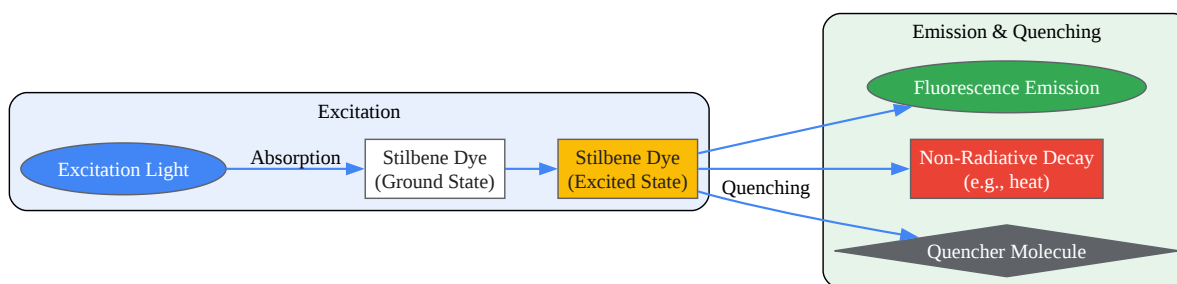 Emission & Quenching
Fluorescence Emission
Excitation
Excitation Light
Absorption
Stilbene Dye
(Ground State)
Stilbene Dye
(Excited State)
Quenching
Non-Radiative Decay
(e.g., heat)
Quencher Molecule